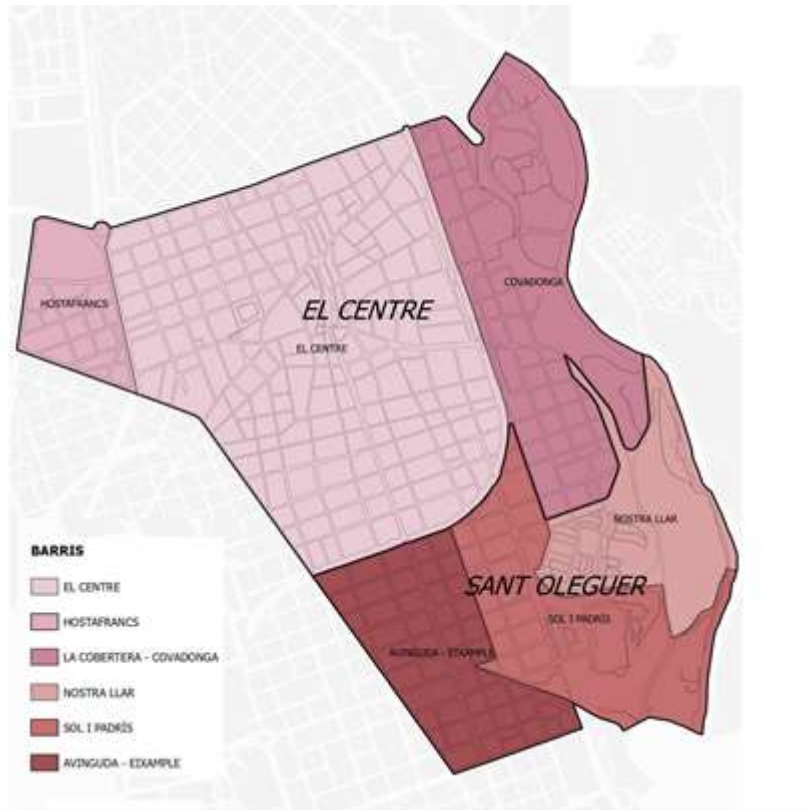 COVADONGA
HOSTAFRANCS
EL CENTRE
EL CENTRE
NOSTRA LLAR
SANT OLEGUER
SOL I PADRÍS
AVINGUDA - EIXAMPLE
BARRIS
EL CENTRE
HOSTAFRANCS
LA COBERTERA - COVADONGA
NOSTRA LLAR
SOL I PADRÍS
AVINGUDA - EIXAMPLE